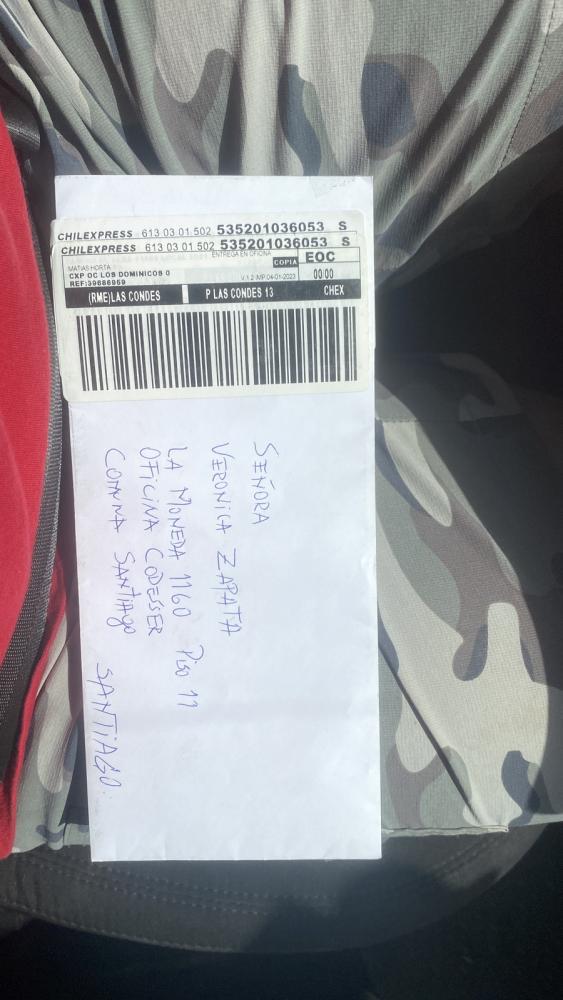 CHILEXPRESS 613 03 01 502 535201036053 S
CHILEXPRESS 613 03 01 502 535201036053 S
ENTREGA EN OFICINA
MATIAS HORTA COPIA EOC
CXP OC LOS DOMINICOS 0
REF:39686959 V.1.2 IMP.04-01-2023 00:00
(RME)LAS CONDES P LAS CONDES 13 CHEX
SEÑORA
VERONICA ZAPATA
LA MONEDA 1160 PISO 11
OFICINA CODESSER
COMUNA SANTIAGO
SANTIAGO.